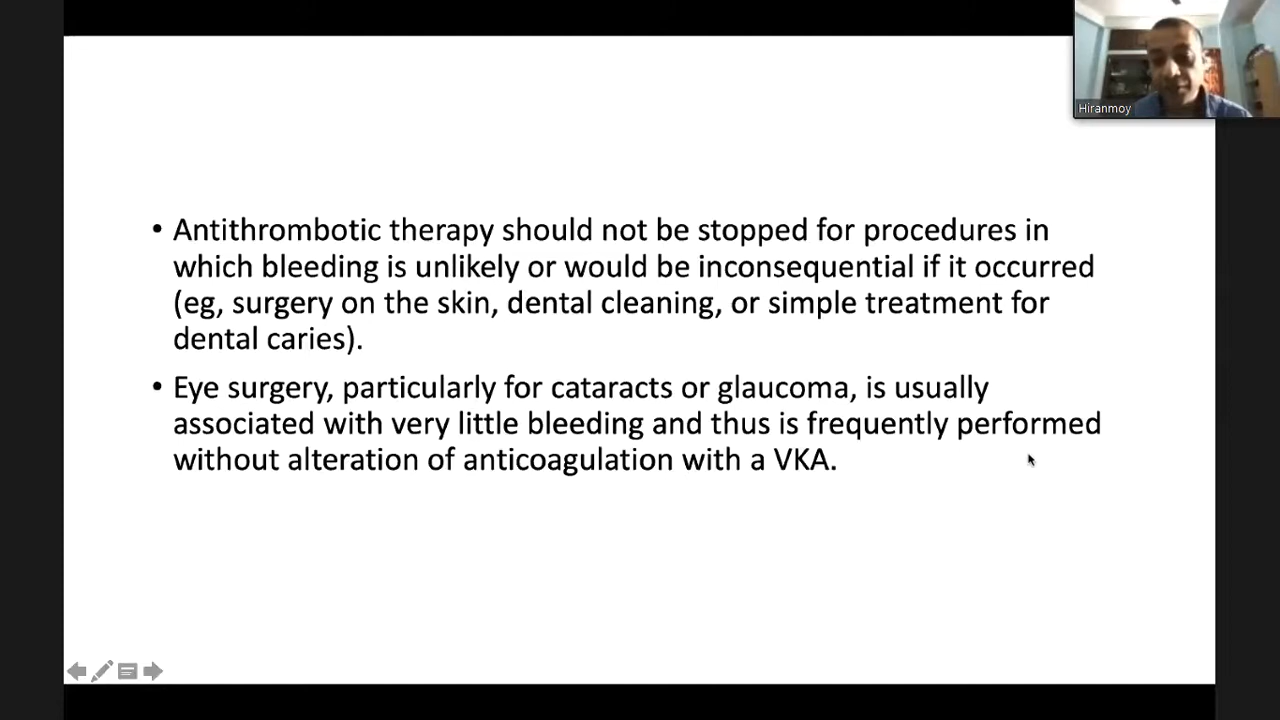 Hiranmoy
• Antithrombotic therapy should not be stopped for procedures in
which bleeding is unlikely or would be inconsequential if it occurred
(eg, surgery on the skin, dental cleaning, or simple treatment for
dental caries).
• Eye surgery, particularly for cataracts or glaucoma, is usually
associated with very little bleeding and thus is frequently performed
without alteration of anticoagulation with a VKA.